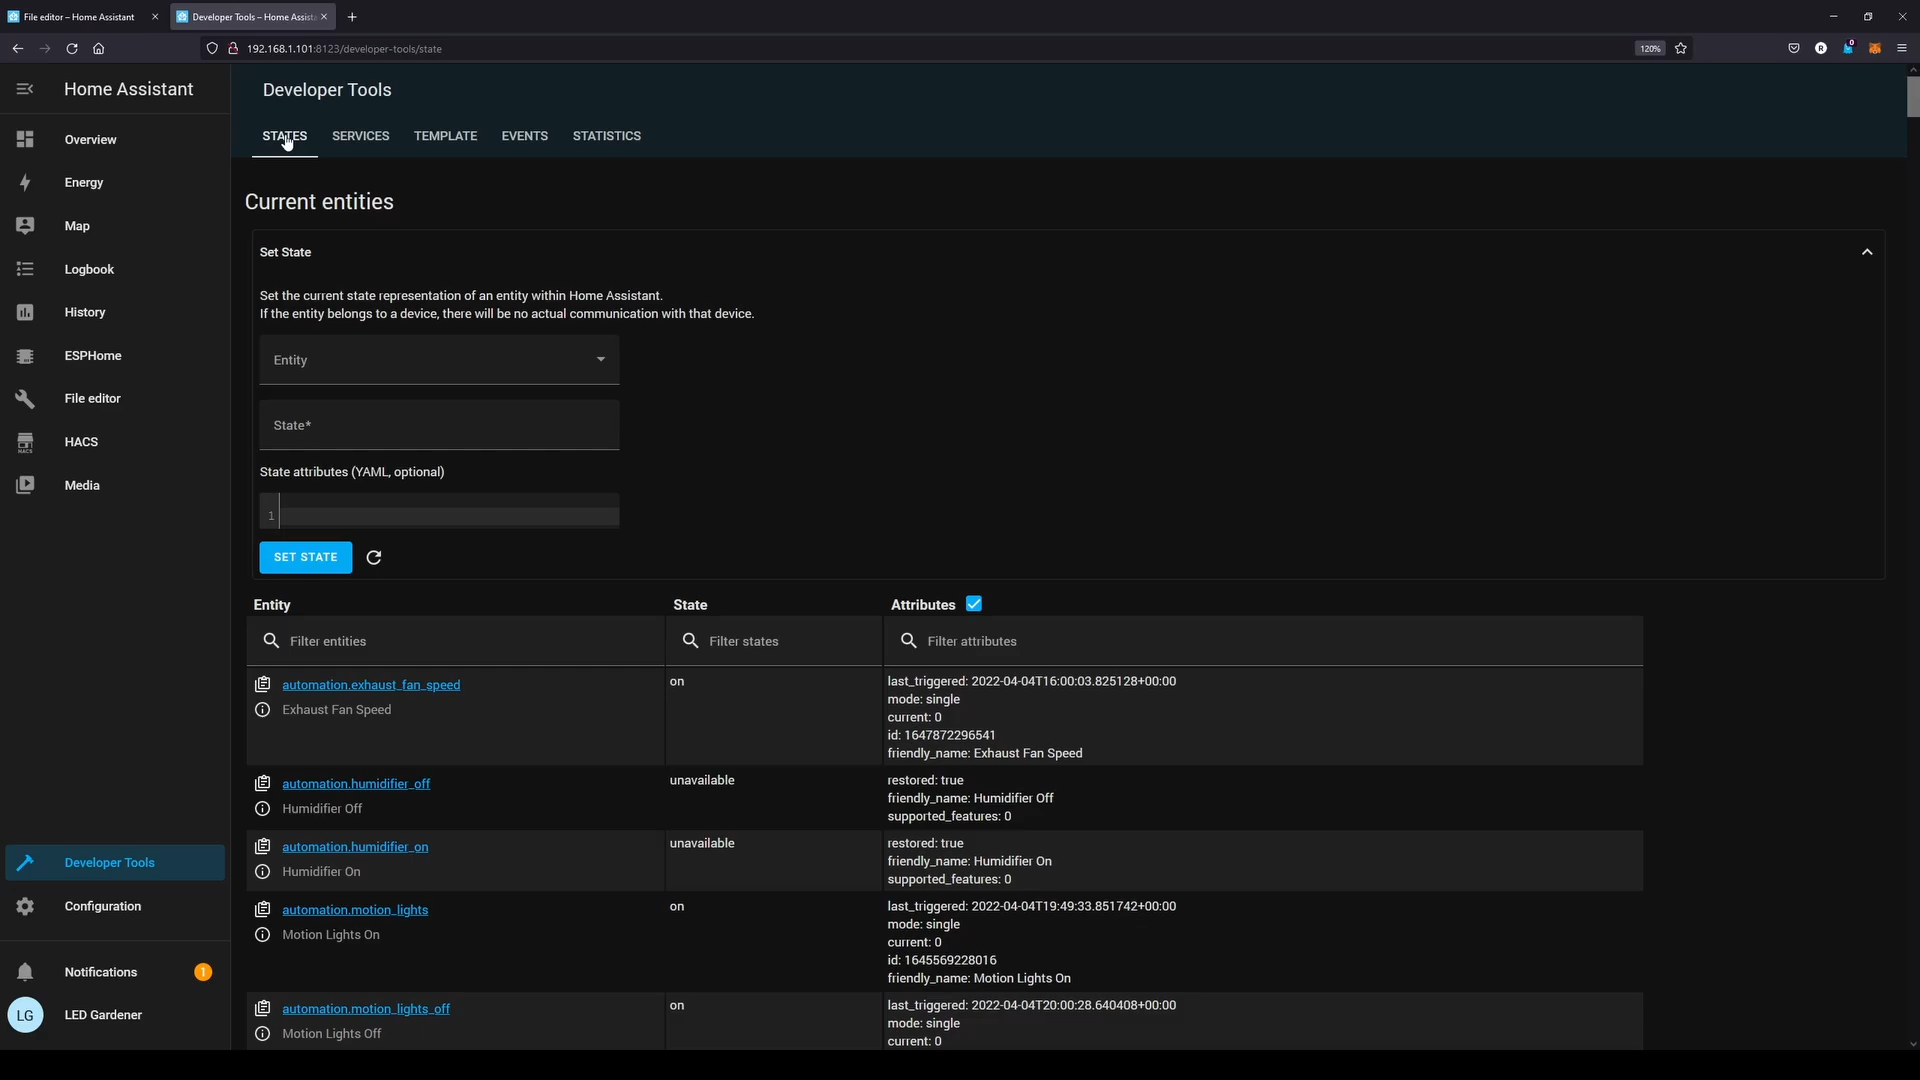 File editor – Home Assistant
Developer Tools – Home Assista
192.168.1.101:8123/developer-tools/state
120%
R
0
Home Assistant
Developer Tools
STATES
SERVICES
TEMPLATE
EVENTS
STATISTICS
Overview
Energy
Map
Logbook
History
ESPHome
File editor
HACS
HACS
Media
Developer Tools
Configuration
Notifications
1
LG
LED Gardener
Current entities
Set State
Set the current state representation of an entity within Home Assistant.
If the entity belongs to a device, there will be no actual communication with that device.
Entity
State*
State attributes (YAML, optional)
1
SET STATE
Entity
State
Attributes
Filter entities
Filter states
Filter attributes
automation.exhaust_fan_speed
Exhaust Fan Speed
on
last_triggered: 2022-04-04T16:00:03.825128+00:00
mode: single
current: 0
id: 1647872296541
friendly_name: Exhaust Fan Speed
automation.humidifier_off
Humidifier Off
unavailable
restored: true
friendly_name: Humidifier Off
supported_features: 0
automation.humidifier_on
Humidifier On
unavailable
restored: true
friendly_name: Humidifier On
supported_features: 0
automation.motion_lights
Motion Lights On
on
last_triggered: 2022-04-04T19:49:33.851742+00:00
mode: single
current: 0
id: 1645569228016
friendly_name: Motion Lights On
automation.motion_lights_off
Motion Lights Off
on
last_triggered: 2022-04-04T20:00:28.640408+00:00
mode: single
current: 0